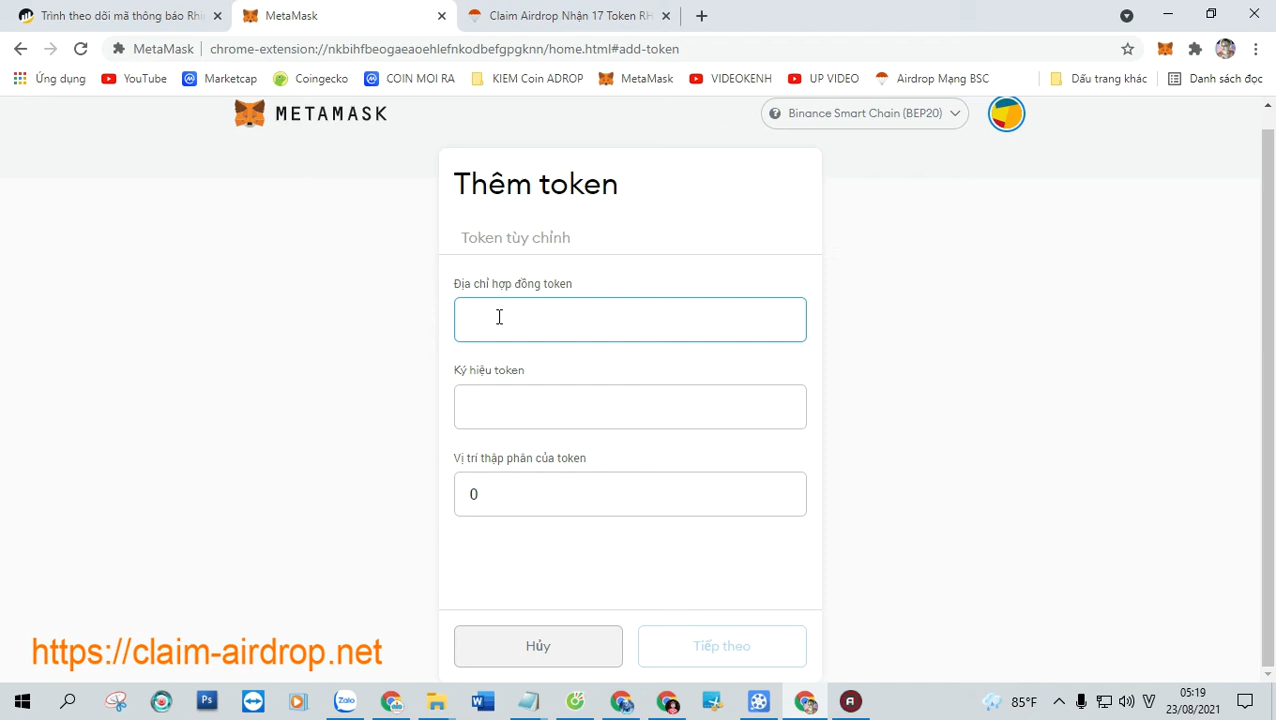 Trình theo dõi mã thông báo Rhi
MetaMask
Claim Airdrop Nhận 17 Token RH
MetaMask
chrome-extension://nkbihfbeogaeaoehlefnkodbefgpgknn/home.html#add-token
Ứng dụng
YouTube
Marketcap
Coingecko
COIN MOI RA
KIEM Coin ADROP
MetaMask
VIDEOKENH
UP VIDEO
Airdrop Mạng BSC
Dấu trang khác
Danh sách đọc
METAMASK
Binance Smart Chain (BEP20)
Thêm token
Token tùy chỉnh
Địa chỉ hợp đồng token
Ký hiệu token
Vị trí thập phân của token
0
Hủy
Tiếp theo
https://claim-airdrop.net
Ps
Zalo
85°F
V
05:19
23/08/2021